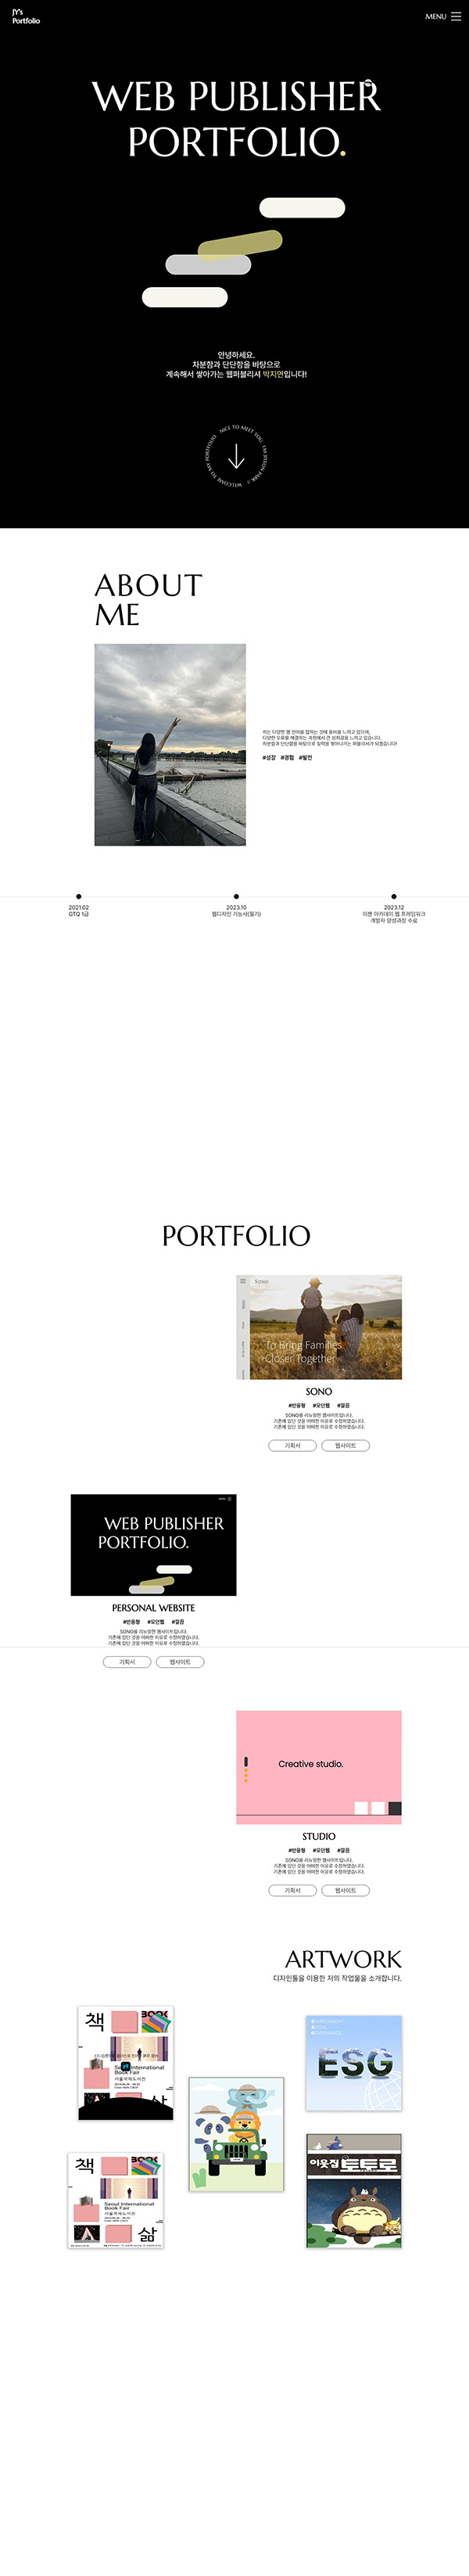 JY's
Portfolio
MENU
WEB PUBLISHER
PORTFOLIO.
안녕하세요.
차분함과 단단함을 바탕으로
계속해서 쌓아가는 웹퍼블리셔 박지연입니다!
NICE TO MEET YOU. I'M JIYEON PARK :) WELCOME TO MY PORTFOLIO.
ABOUT
ME
저는 다양한 웹 언어를 접하는 것에 흥미를 느끼고 있으며,
다양한 오류를 해결하는 과정에서 큰 성취감을 느끼고 있습니다.
차분함과 단단함을 바탕으로 실력을 쌓아나가는 퍼블리셔가 되겠습니다!
#성장 #경험 #발전
2021.02
GTQ 1급
2023.10
웹디자인 기능사(필기)
2023.12
이젠 아카데미 웹 프레임워크
개발자 양성과정 수료
PORTFOLIO
SONO
To Bring Families
Closer Together
SONO
#반응형 #모던웹 #깔끔
SONO를 리뉴얼한 웹사이트입니다.
기존에 있던 것을 어떠한 이유로 수정하였습니다.
기존에 있던 것을 어떠한 이유로 수정하였습니다.
기획서 웹사이트
MENU
WEB PUBLISHER
PORTFOLIO.
PERSONAL WEBSITE
#반응형 #모던웹 #깔끔
SONO를 리뉴얼한 웹사이트입니다.
기존에 있던 것을 어떠한 이유로 수정하였습니다.
기존에 있던 것을 어떠한 이유로 수정하였습니다.
기획서 웹사이트
Creative studio.
STUDIO
#반응형 #모던웹 #깔끔
SONO를 리뉴얼한 웹사이트입니다.
기존에 있던 것을 어떠한 이유로 수정하였습니다.
기존에 있던 것을 어떠한 이유로 수정하였습니다.
기획서 웹사이트
ARTWORK
디자인툴을 이용한 저의 작업물을 소개합니다.
책 BOOK
Seoul International
Book Fair
서울국제도서전
삶
ENVIRONMENT
SOCIAL
GOVERNANCE
ESG
이웃집 토토로
책 BOOK
Seoul International
Book Fair
서울국제도서전
삶